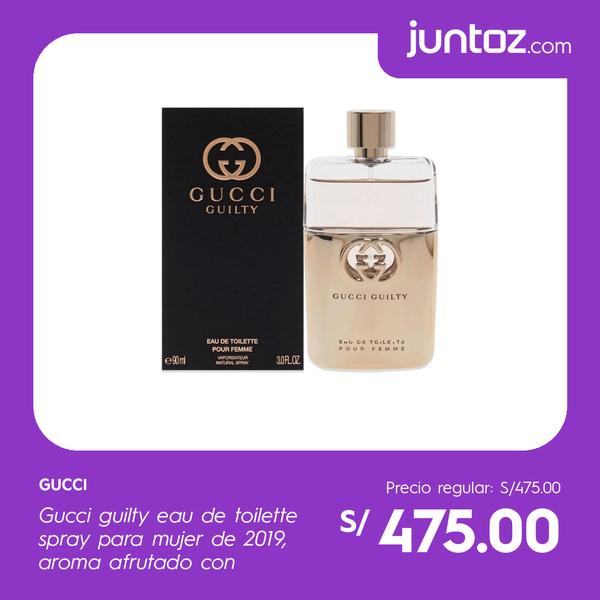 juntoz.com
GUCCI
GUILTY
EAU DE TOILETTE
POUR FEMME
VAPORISATEUR
NATURAL SPRAY
℮90 ml
3.0 FL.OZ.
GUCCI GUILTY
EAU DE TOILETTE
POUR FEMME
GUCCI
Gucci guilty eau de toilette
spray para mujer de 2019,
aroma afrutado con
Precio regular: S/475.00
S/ 475.00